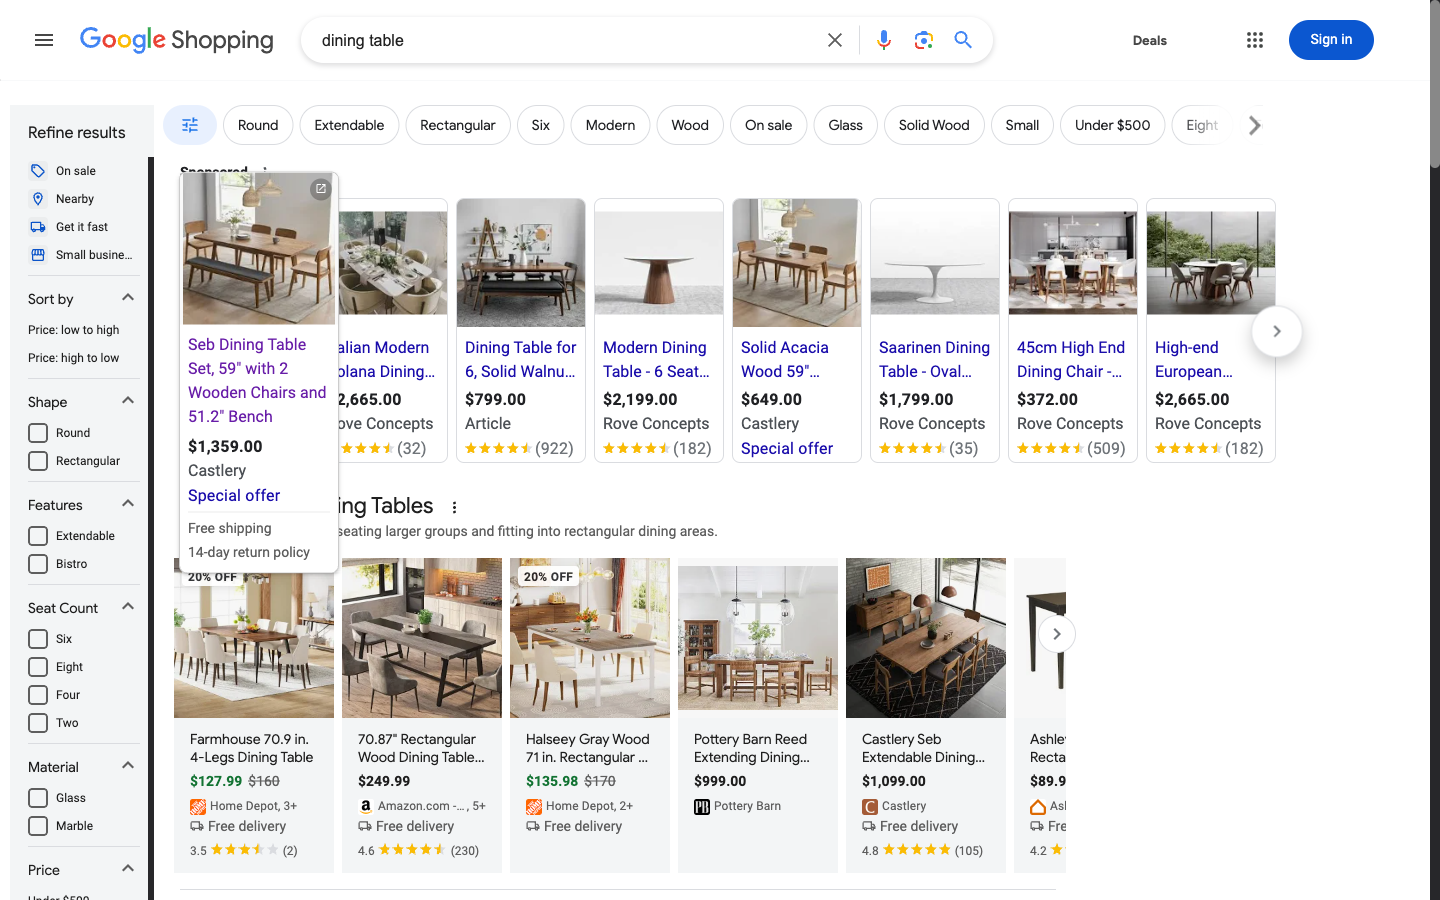 Google Shopping
dining table
Deals
Sign in
Refine results
On sale
Nearby
Get it fast
Small busine...
Sort by
Price: low to high
Price: high to low
Shape
Round
Rectangular
Features
Extendable
Bistro
Seat Count
Six
Eight
Four
Two
Material
Glass
Marble
Price
Under $500
Round
Extendable
Rectangular
Six
Modern
Wood
On sale
Glass
Solid Wood
Small
Under $500
Eight
Sponsored
Seb Dining Table
Set, 59" with 2
Wooden Chairs and
51.2" Bench
$1,359.00
Castlery
Special offer
Free shipping
14-day return policy
alian Modern
olana Dining...
2,665.00
ove Concepts
(32)
Dining Table for
6, Solid Walnu...
$799.00
Article
(922)
Modern Dining
Table - 6 Seat...
$2,199.00
Rove Concepts
(182)
Solid Acacia
Wood 59"...
$649.00
Castlery
Special offer
Saarinen Dining
Table - Oval...
$1,799.00
Rove Concepts
(35)
45cm High End
Dining Chair -...
$372.00
Rove Concepts
(509)
High-end
European...
$2,665.00
Rove Concepts
(182)
ing Tables
seating larger groups and fitting into rectangular dining areas.
20% OFF
Farmhouse 70.9 in.
4-Legs Dining Table
$127.99 $160
Home Depot, 3+
Free delivery
3.5 (2)
70.87" Rectangular
Wood Dining Table...
$249.99
Amazon.com -..., 5+
Free delivery
4.6 (230)
20% OFF
Halseey Gray Wood
71 in. Rectangular ...
$135.98 $170
Home Depot, 2+
Free delivery
Pottery Barn Reed
Extending Dining...
$999.00
Pottery Barn
Castlery Seb
Extendable Dining...
$1,099.00
Castlery
Free delivery
4.8 (105)
Ashley
Recta
$89.9
Asl
Fre
4.2